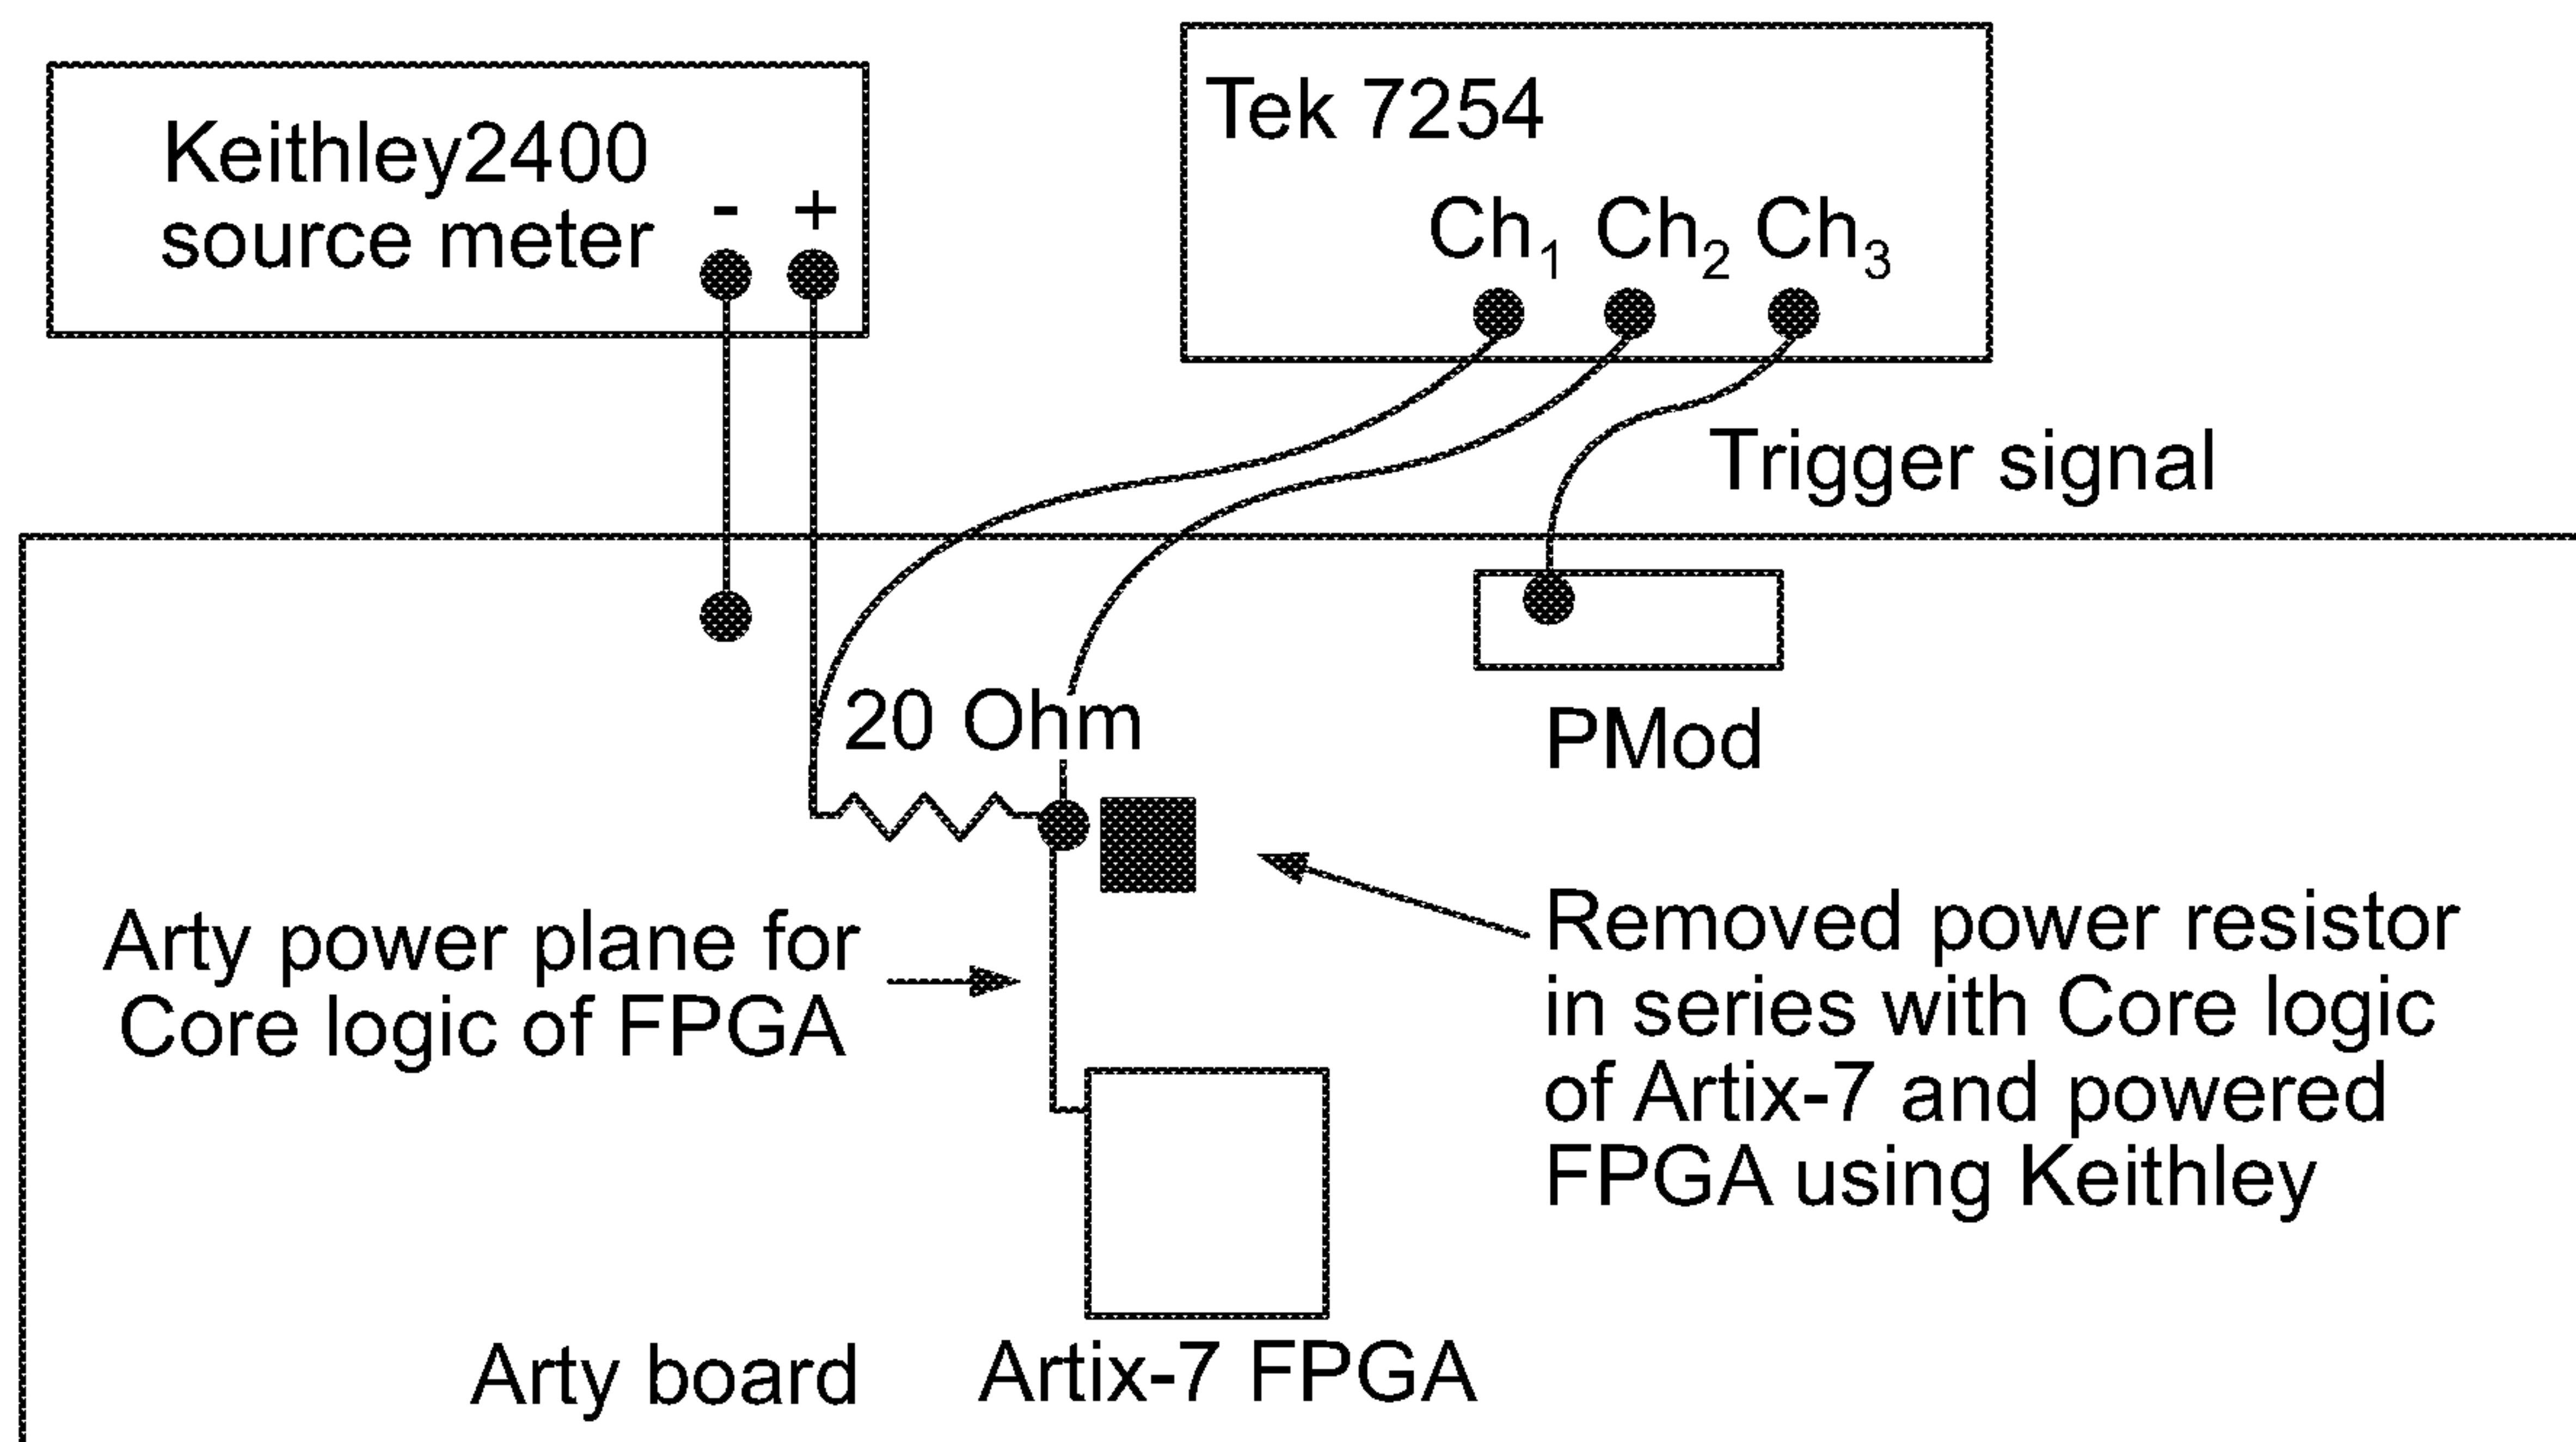 Keithley2400
source meter
- +
Tek 7254
Ch1 Ch2 Ch3
Trigger signal
20 Ohm
PMod
Arty power plane for
Core logic of FPGA
Removed power resistor
in series with Core logic
of Artix-7 and powered
FPGA using Keithley
Arty board
Artix-7 FPGA